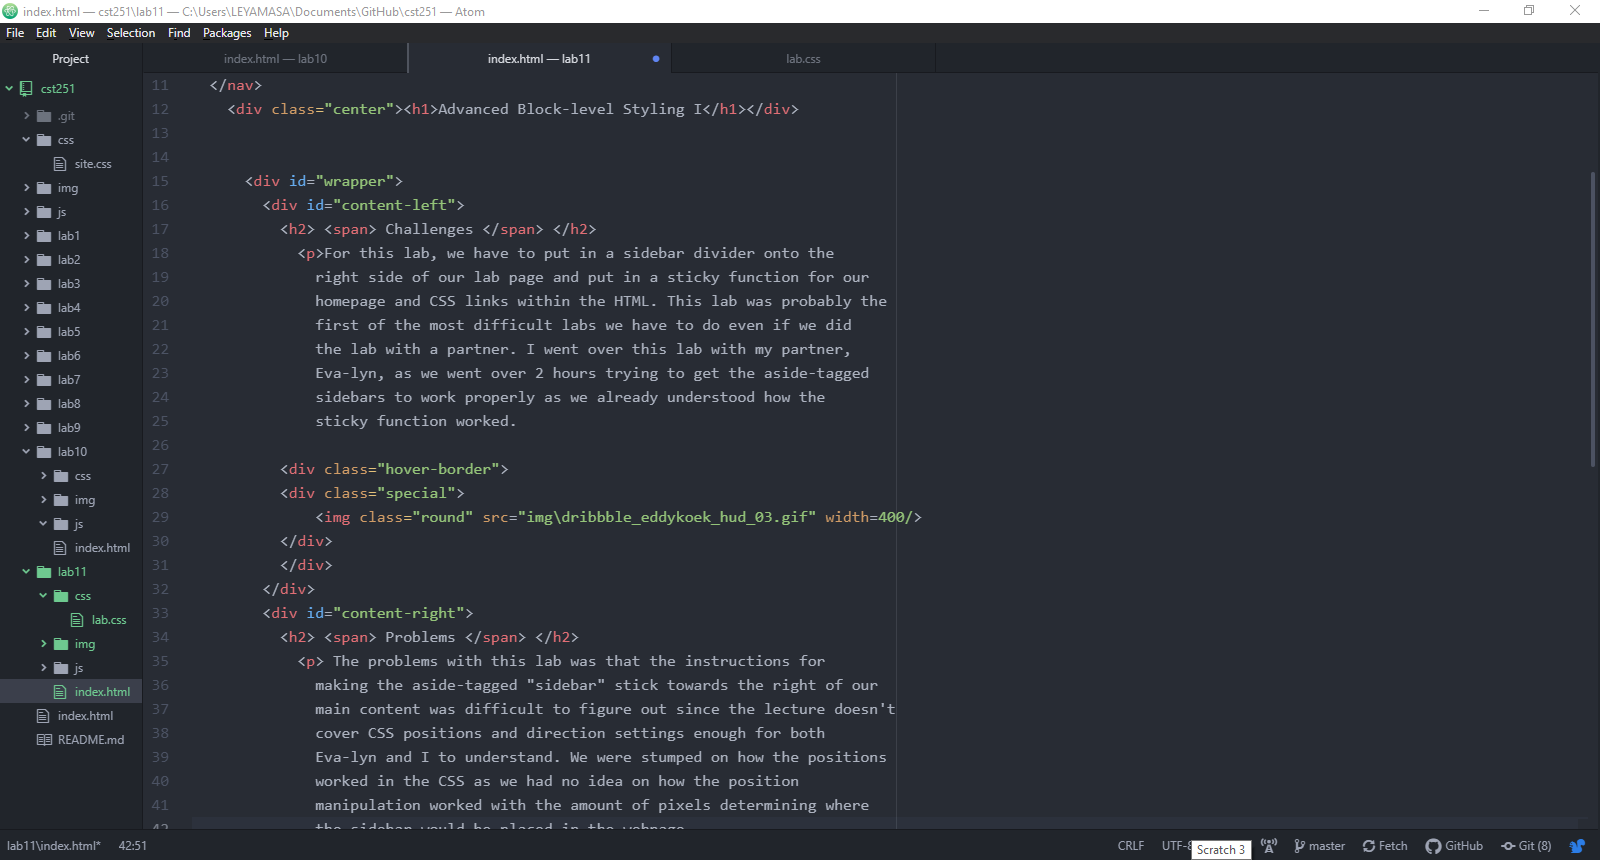 index.html — cst251\lab11 — C:\Users\LEYAMASA\Documents\GitHub\cst251 — Atom
File Edit View Selection Find Packages Help
Project
cst251
.git
css
site.css
img
js
lab1
lab2
lab3
lab4
lab5
lab6
lab7
lab8
lab9
lab10
css
img
js
index.html
lab11
css
lab.css
img
js
index.html
index.html
README.md
index.html — lab10
index.html — lab11
lab.css
11 </nav>
12 <div class="center"><h1>Advanced Block-level Styling I</h1></div>
13
14
15 <div id="wrapper">
16 <div id="content-left">
17 <h2> <span> Challenges </span> </h2>
18 <p>For this lab, we have to put in a sidebar divider onto the
19 right side of our lab page and put in a sticky function for our
20 homepage and CSS links within the HTML. This lab was probably the
21 first of the most difficult labs we have to do even if we did
22 the lab with a partner. I went over this lab with my partner,
23 Eva-lyn, as we went over 2 hours trying to get the aside-tagged
24 sidebars to work properly as we already understood how the
25 sticky function worked.
26
27 <div class="hover-border">
28 <div class="special">
29 <img class="round" src="img\dribbble_eddykoek_hud_03.gif" width=400/>
30 </div>
31 </div>
32 </div>
33 <div id="content-right">
34 <h2> <span> Problems </span> </h2>
35 <p> The problems with this lab was that the instructions for
36 making the aside-tagged "sidebar" stick towards the right of our
37 main content was difficult to figure out since the lecture doesn't
38 cover CSS positions and direction settings enough for both
39 Eva-lyn and I to understand. We were stumped on how the positions
40 worked in the CSS as we had no idea on how the position
41 manipulation worked with the amount of pixels determining where
42 the sidebar would be placed in the webpage
lab11\index.html* 42:51
CRLF UTF-8 Scratch 3 master Fetch GitHub Git (8)